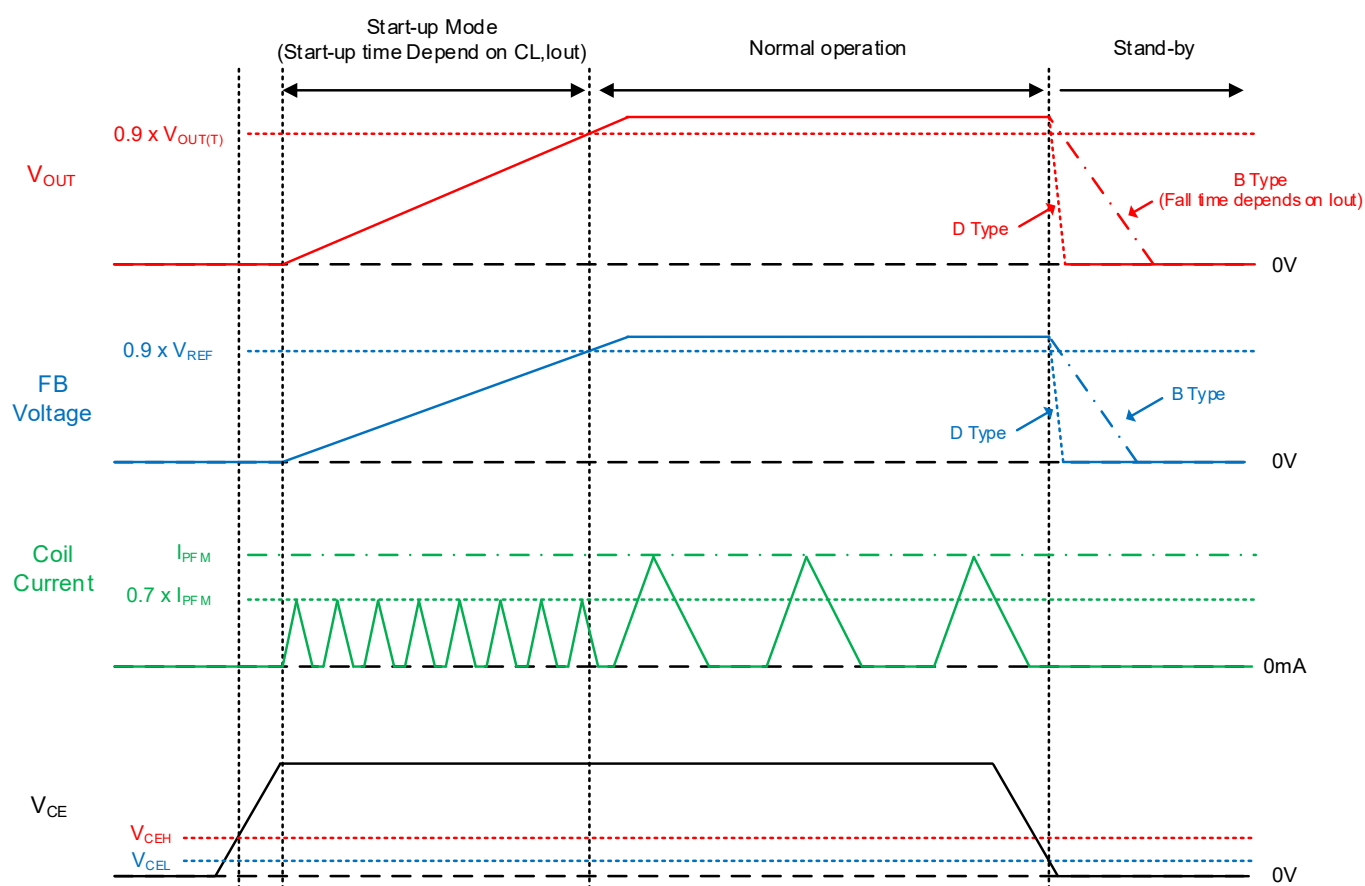 Start-up Mode
(Start-up time Depend on CL,Iout)
Normal operation
Stand-by
0.9 x VOUT(T)
VOUT
B Type
(Fall time depends on Iout)
D Type
0V
0.9 x VREF
FB
Voltage
B Type
D Type
0V
Coil
Current
IPFM
0.7 x IPFM
0mA
VCE
VCEH
VCEL
0V